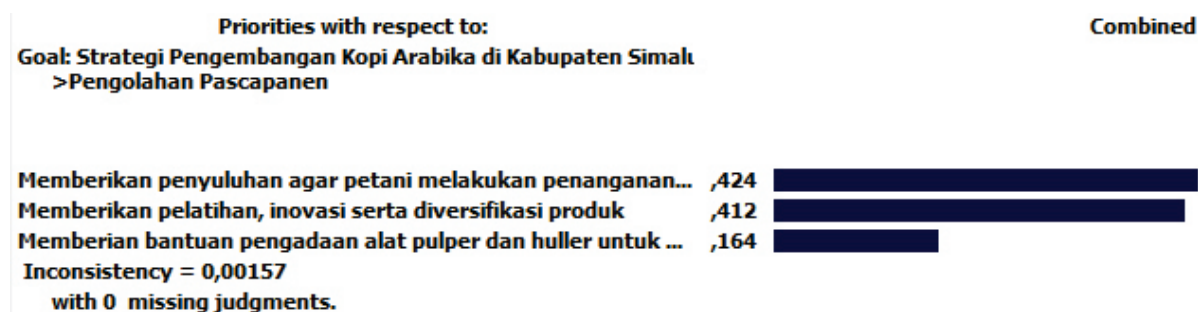 Priorities with respect to: Combined
Goal: Strategi Pengembangan Kopi Arabika di Kabupaten Simalu
>Pengolahan Pascapanen
Memberikan penyuluhan agar petani melakukan penanganan... ,424
Memberikan pelatihan, inovasi serta diversifikasi produk ,412
Memberian bantuan pengadaan alat pulper dan huller untuk ... ,164
Inconsistency = 0,00157
with 0 missing judgments.